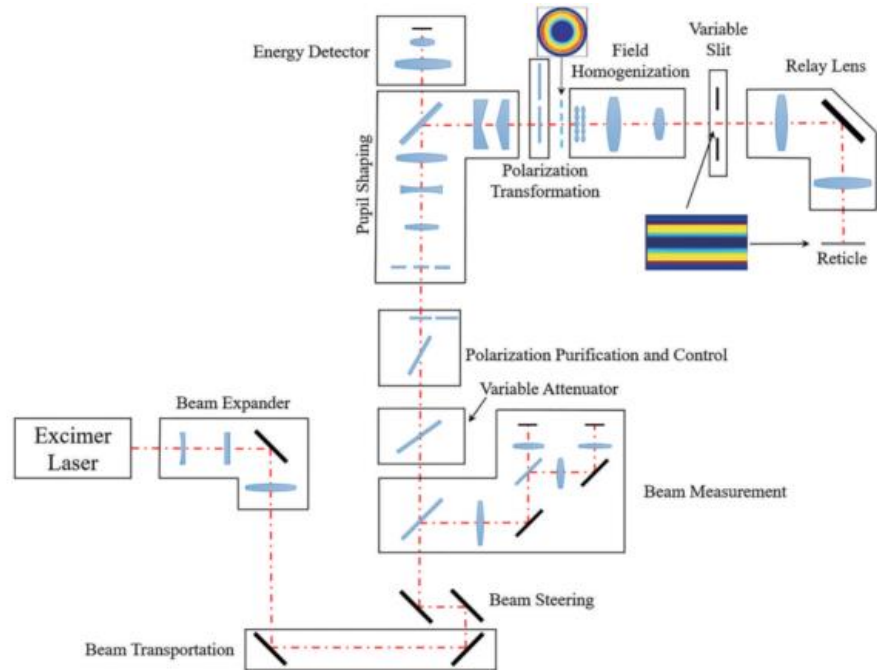 Energy Detector
Variable
Slit
Field
Homogenization
Relay Lens
Pupil Shaping
Polarization
Transformation
Reticle
Polarization Purification and Control
Variable Attenuator
Beam Expander
Excimer
Laser
Beam Measurement
Beam Steering
Beam Transportation